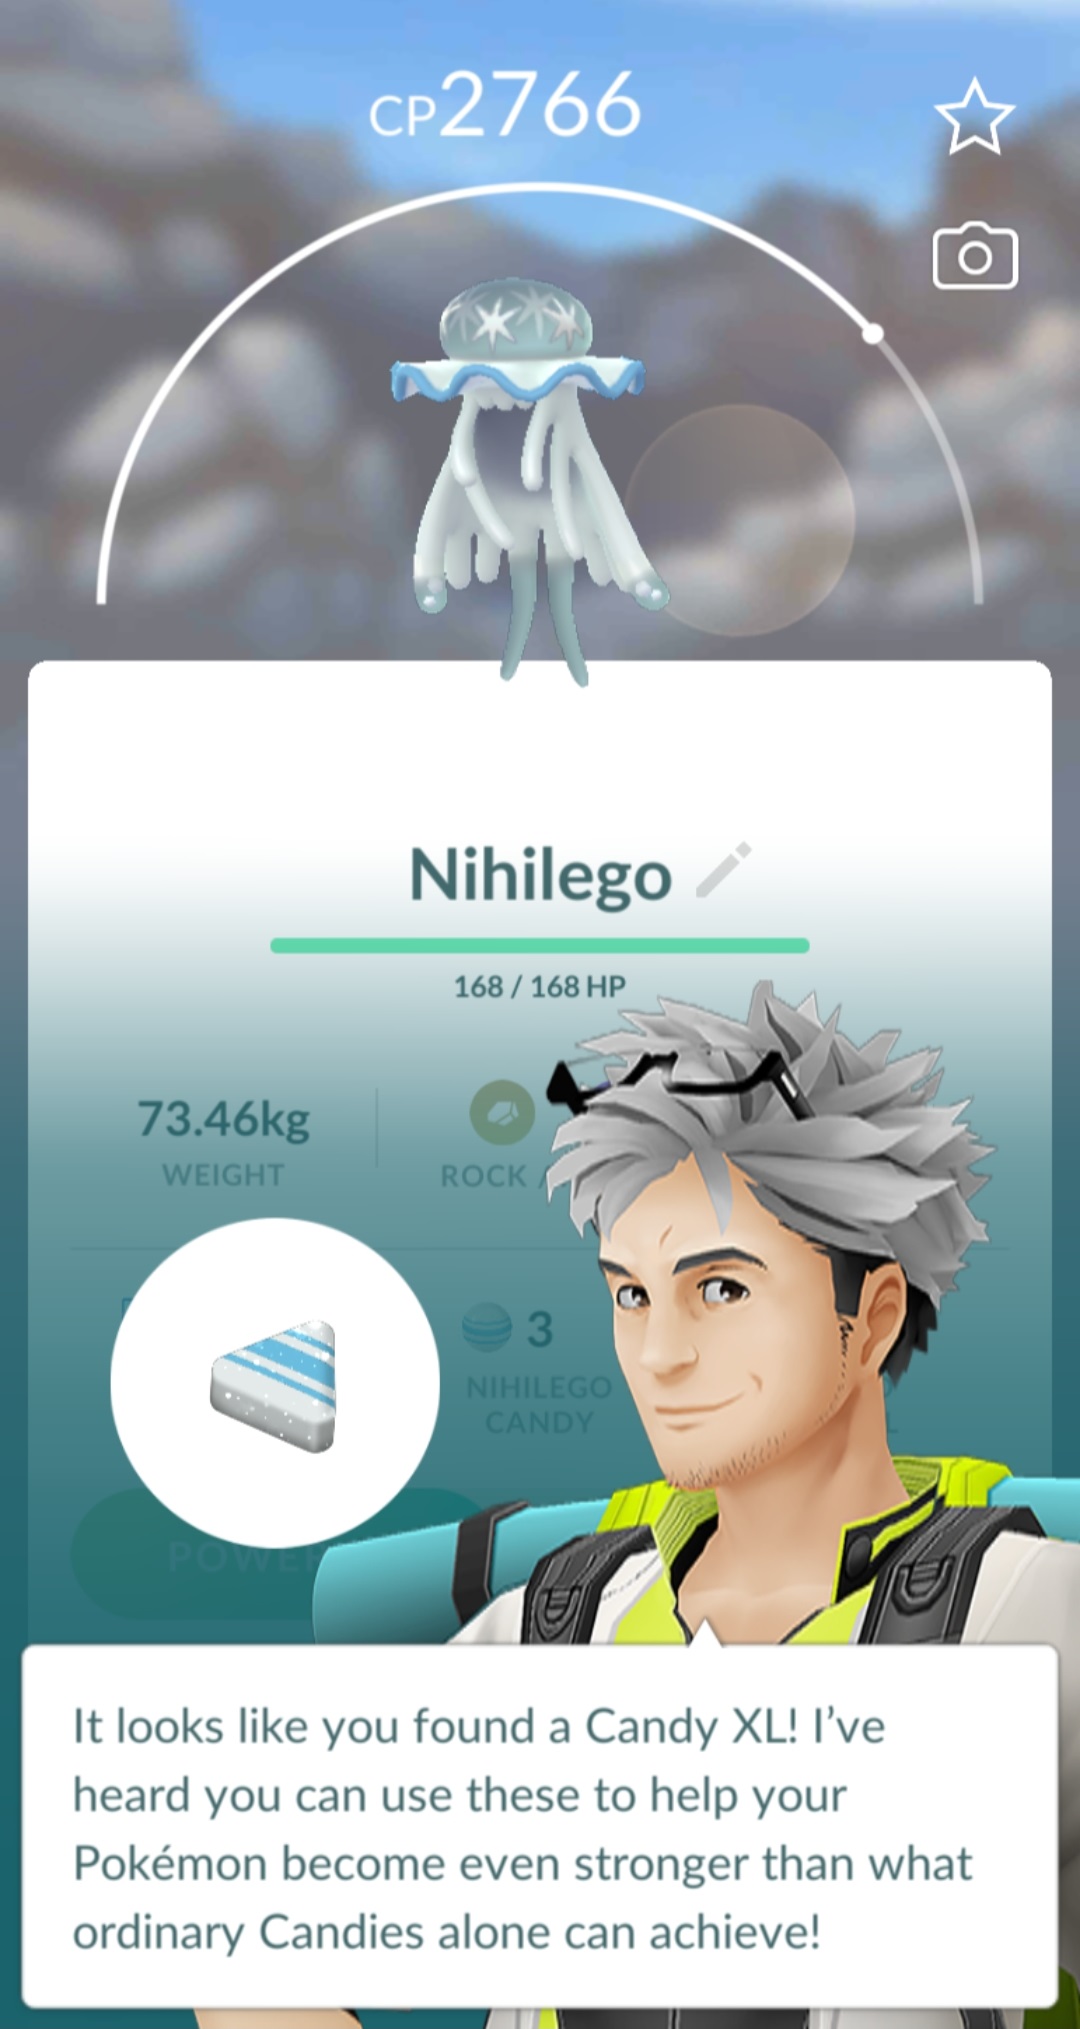 CP2766
Nihilego
168 / 168 HP
73.46kg
WEIGHT
ROCK /
3
NIHILEGO
CANDY
POWER
It looks like you found a Candy XL! I’ve
heard you can use these to help your
Pokémon become even stronger than what
ordinary Candies alone can achieve!